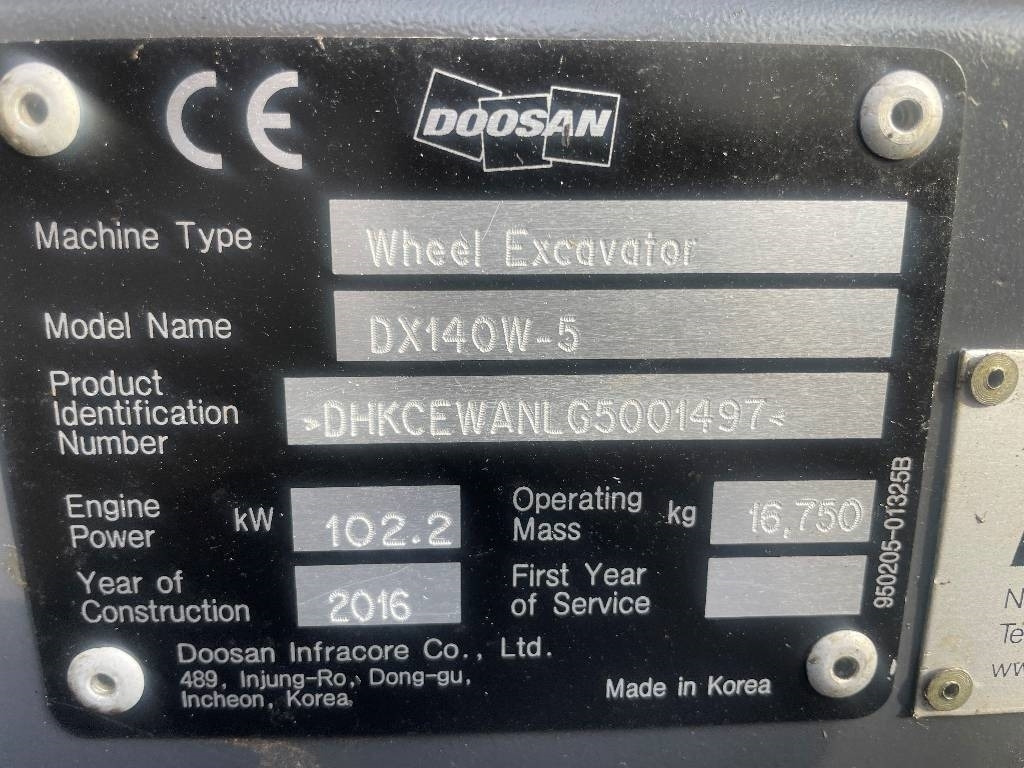 CE
DOOSAN
Machine Type Wheel Excavator
Model Name DX140W-5
Product
Identification
Number >DHKCEWANLG5001497<
Engine
Power kW 102.2
Operating
Mass kg 16,750
Year of
Construction 2016
First Year
of Service
Doosan Infracore Co., Ltd.
489, Injung-Ro, Dong-gu,
Incheon, Korea
Made in Korea
950205-01325B